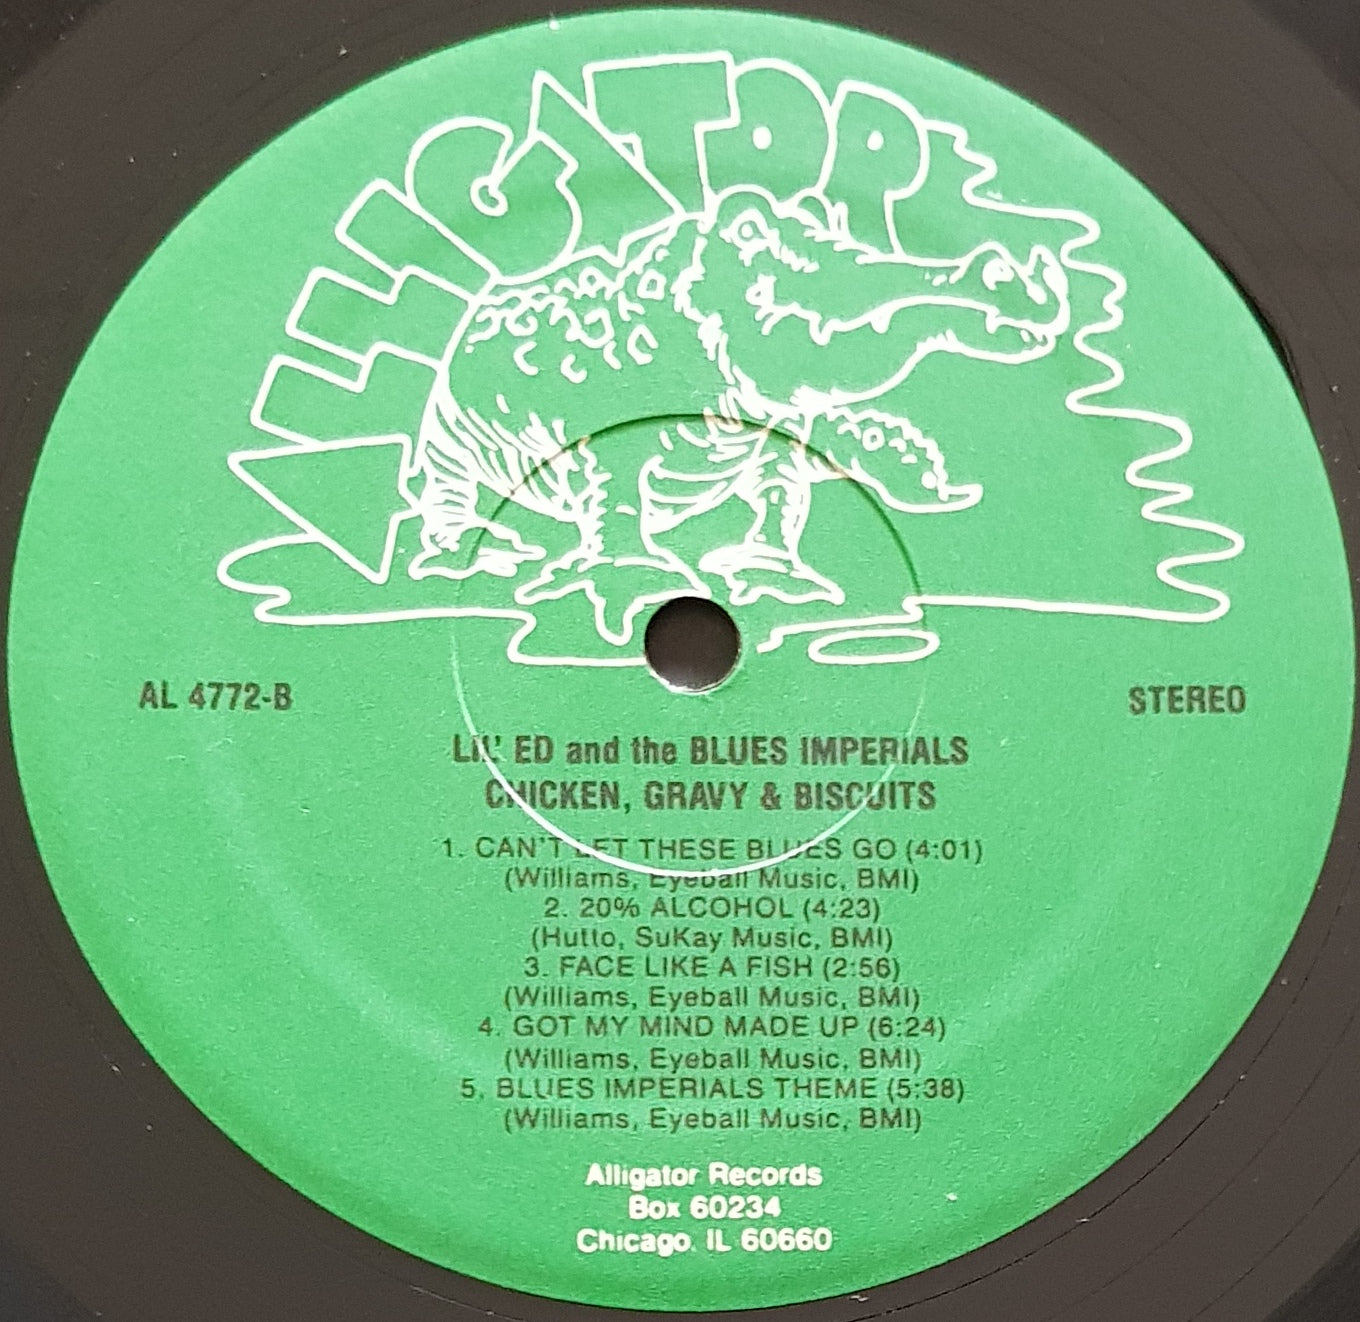 ALLIGATOR
AL 4772-B
STEREO
LIL' ED and the BLUES IMPERIALS
CHICKEN, GRAVY & BISCUITS
1. CAN'T LET THESE BLUES GO (4:01)
(Williams, Eyeball Music, BMI)
2. 20% ALCOHOL (4:23)
(Hutto, SuKay Music, BMI)
3. FACE LIKE A FISH (2:56)
(Williams, Eyeball Music, BMI)
4. GOT MY MIND MADE UP (6:24)
(Williams, Eyeball Music, BMI)
5. BLUES IMPERIALS THEME (5:38)
(Williams, Eyeball Music, BMI)
Alligator Records
Box 60234
Chicago, IL 60660